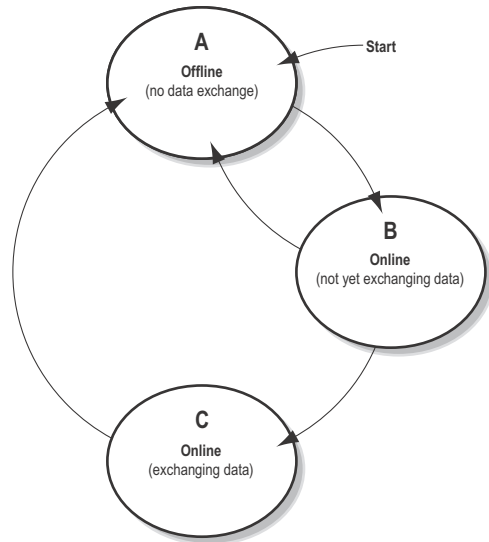 A
Offline
(no data exchange)
Start
B
Online
(not yet exchanging data)
C
Online
(exchanging data)